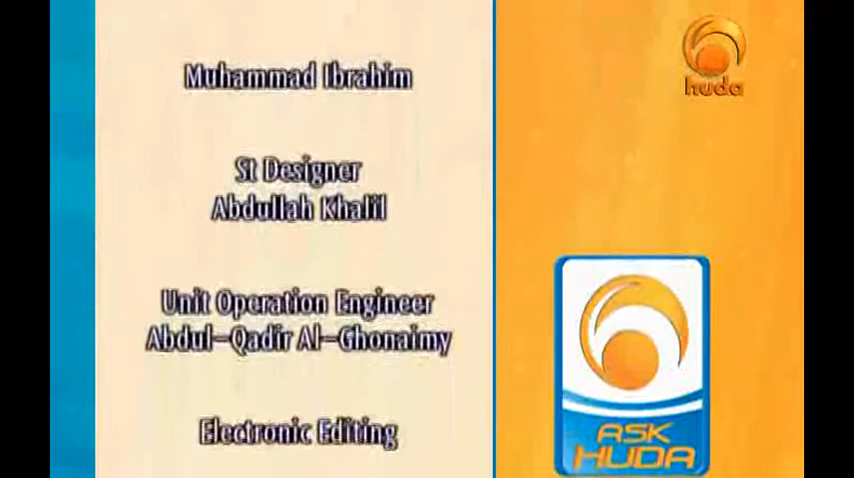 Muhammad Ibrahim
St Designer
Abdullah Khalil
Unit Operation Engineer
Abdul-Qadir Al-Ghonaimy
Electronic Editing
huda
ASK
HUDA